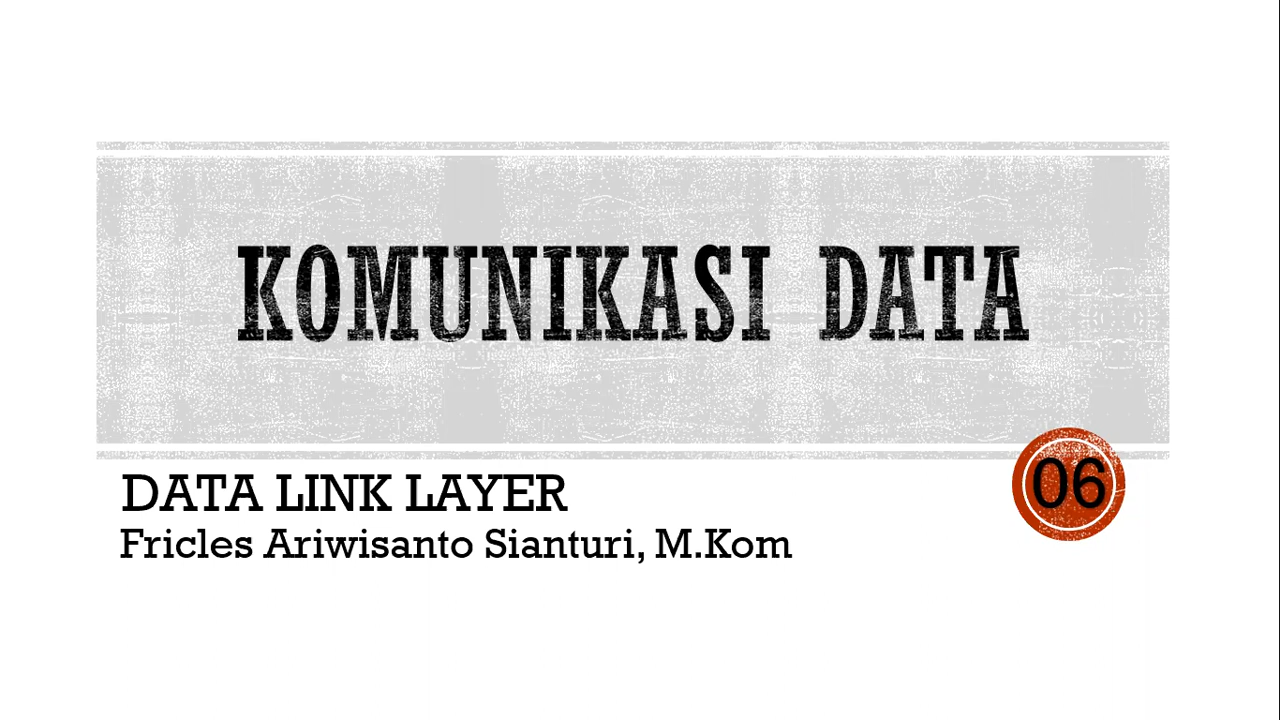 KOMUNIKASI DATA
DATA LINK LAYER
Fricles Ariwisanto Sianturi, M.Kom
06